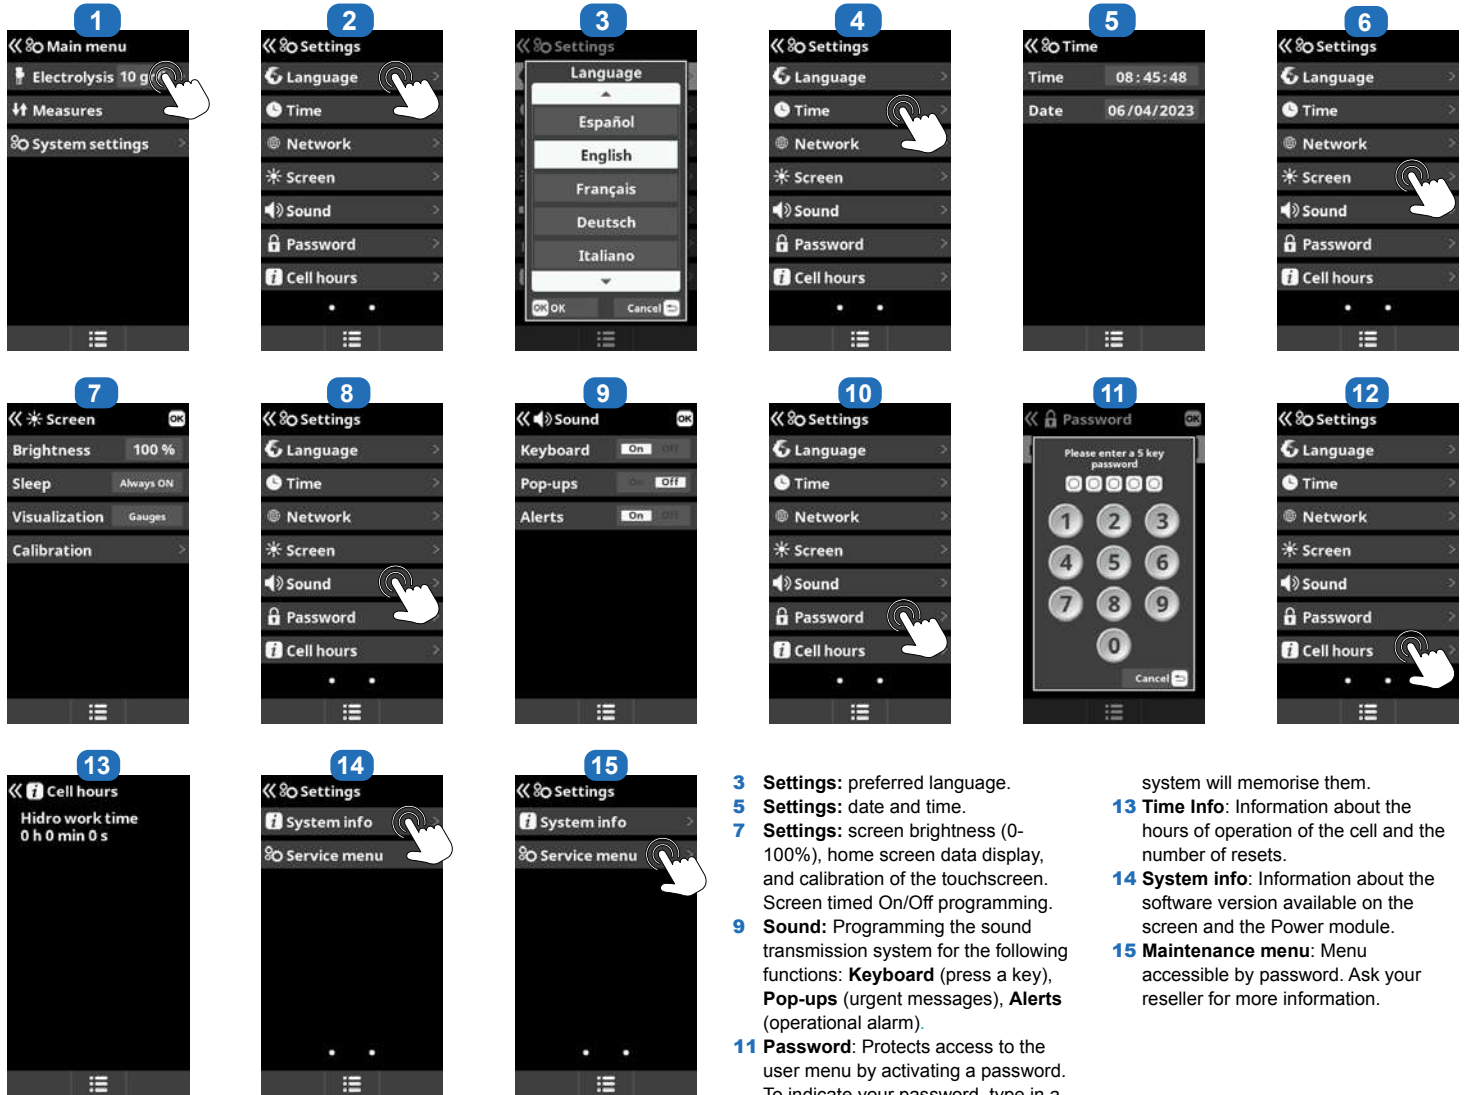 1
Main menu
Electrolysis 10 g
Measures
System settings
2
Settings
Language
Time
Network
Screen
Sound
Password
Cell hours
3
Settings
Language
Español
English
Français
Deutsch
Italiano
OK OK Cancel
4
Settings
Language
Time
Network
Screen
Sound
Password
Cell hours
5
Time
Time 08:45:48
Date 06/04/2023
6
Settings
Language
Time
Network
Screen
Sound
Password
Cell hours
7
Screen OK
Brightness 100 %
Sleep Always ON
Visualization Gauges
Calibration
8
Settings
Language
Time
Network
Screen
Sound
Password
Cell hours
9
Sound OK
Keyboard On Off
Pop-ups On Off
Alerts On Off
10
Settings
Language
Time
Network
Screen
Sound
Password
Cell hours
11
Password OK
Please enter a 5 key
password
1 2 3
4 5 6
7 8 9
0
Cancel
12
Settings
Language
Time
Network
Screen
Sound
Password
Cell hours
13
Cell hours
Hidro work time
0 h 0 min 0 s
14
Settings
System info
Service menu
15
Settings
System info
Service menu
3 Settings: preferred language.
5 Settings: date and time.
7 Settings: screen brightness (0-
100%), home screen data display,
and calibration of the touchscreen.
Screen timed On/Off programming.
9 Sound: Programming the sound
transmission system for the following
functions: Keyboard (press a key),
Pop-ups (urgent messages), Alerts
(operational alarm).
11 Password: Protects access to the
user menu by activating a password.
To indicate your password, type in a
system will memorise them.
13 Time Info: Information about the
hours of operation of the cell and the
number of resets.
14 System info: Information about the
software version available on the
screen and the Power module.
15 Maintenance menu: Menu
accessible by password. Ask your
reseller for more information.